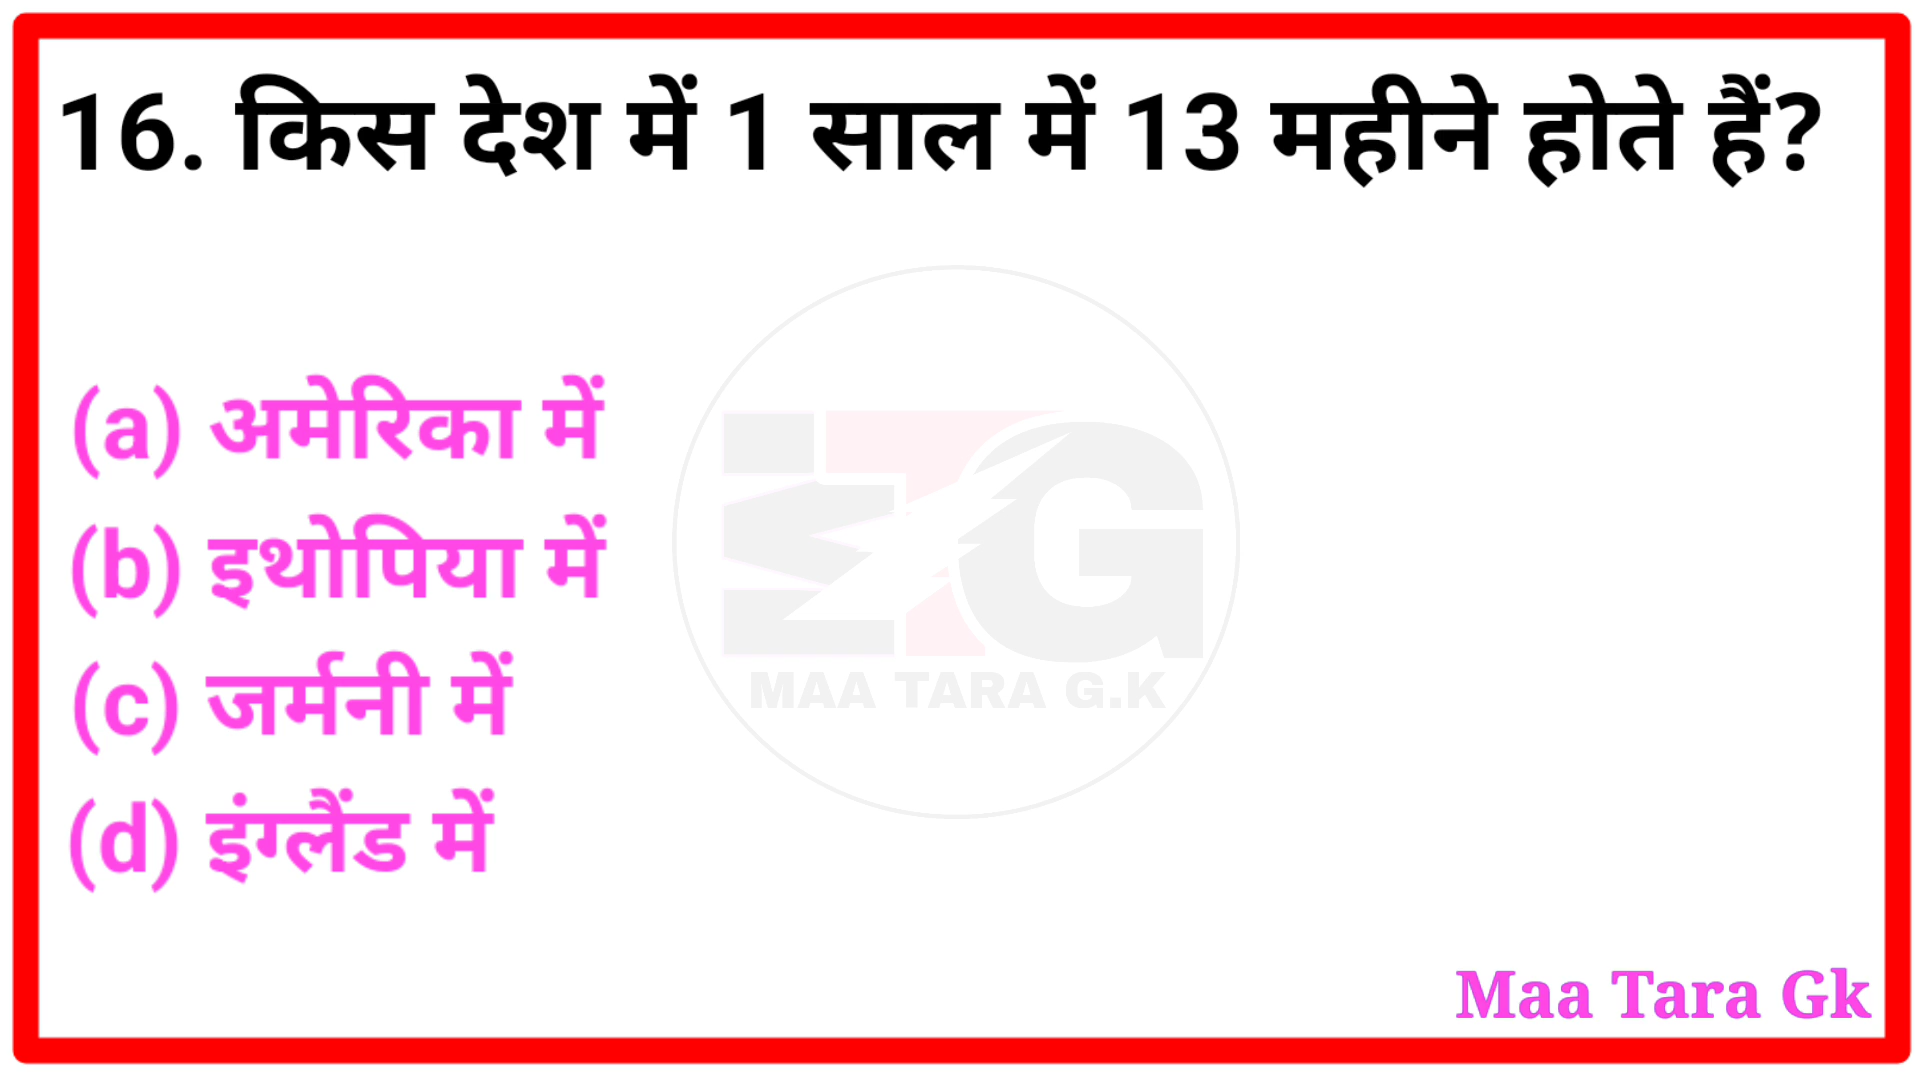 16. किस देश में 1 साल में 13 महीने होते हैं?
(a) अमेरिका में
(b) इथोपिया में
(c) जर्मनी में
(d) इंग्लैंड में
MAA TARA G.K
Maa Tara Gk